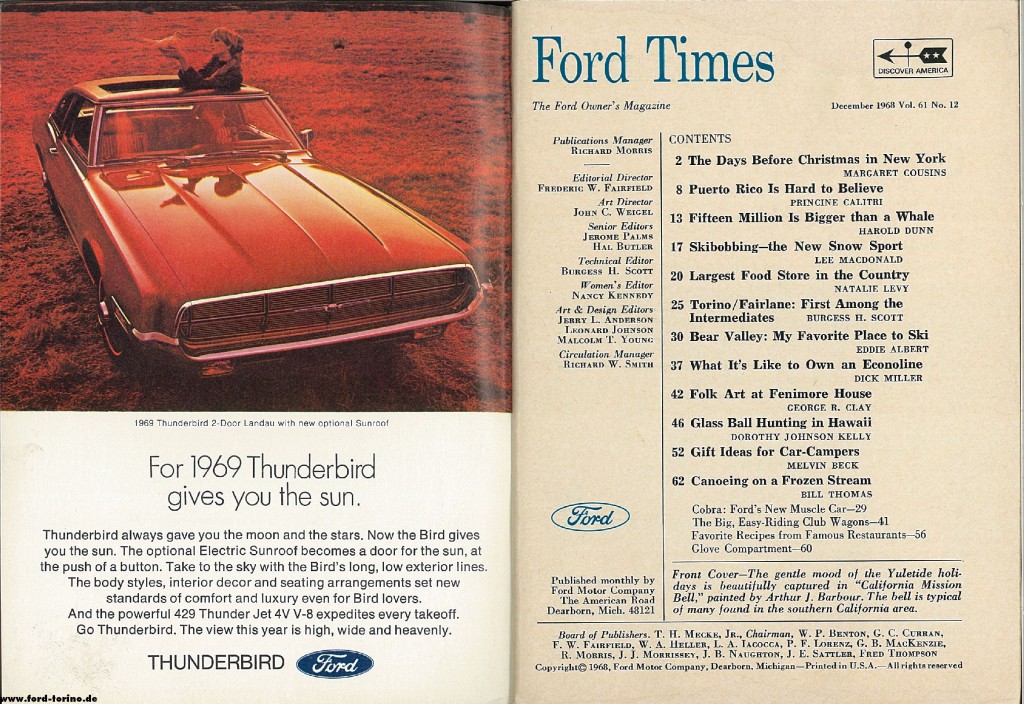 1969 Thunderbird 2-Door Landau with new optional Sunroof
For 1969 Thunderbird
gives you the sun.
Thunderbird always gave you the moon and the stars. Now the Bird gives
you the sun. The optional Electric Sunroof becomes a door for the sun, at
the push of a button. Take to the sky with the Bird's long, low exterior lines.
The body styles, interior decor and seating arrangements set new
standards of comfort and luxury even for Bird lovers.
And the powerful 429 Thunder Jet 4V V-8 expedites every takeoff.
Go Thunderbird. The view this year is high, wide and heavenly.
THUNDERBIRD Ford
www.ford-torino.de
Ford Times
DISCOVER AMERICA
The Ford Owner's Magazine
December 1968 Vol. 61 No. 12
Publications Manager
RICHARD MORRIS
Editorial Director
FREDERIC W. FAIRFIELD
Art Director
JOHN C. WEIGEL
Senior Editors
JEROME PALMS
HAL BUTLER
Technical Editor
BURGESS H. SCOTT
Women's Editor
NANCY KENNEDY
Art & Design Editors
JERRY L. ANDERSON
LEONARD JOHNSON
MALCOLM T. YOUNG
Circulation Manager
RICHARD W. SMITH
Ford
Published monthly by
Ford Motor Company
The American Road
Dearborn, Mich. 48121
CONTENTS
2 The Days Before Christmas in New York
MARGARET COUSINS
8 Puerto Rico Is Hard to Believe
PRINCINE CALITRI
13 Fifteen Million Is Bigger than a Whale
HAROLD DUNN
17 Skibobbing—the New Snow Sport
LEE MACDONALD
20 Largest Food Store in the Country
NATALIE LEVY
25 Torino/Fairlane: First Among the
Intermediates BURGESS H. SCOTT
30 Bear Valley: My Favorite Place to Ski
EDDIE ALBERT
37 What It's Like to Own an Econoline
DICK MILLER
42 Folk Art at Fenimore House
GEORGE R. CLAY
46 Glass Ball Hunting in Hawaii
DOROTHY JOHNSON KELLY
52 Gift Ideas for Car-Campers
MELVIN BECK
62 Canoeing on a Frozen Stream
BILL THOMAS
Cobra: Ford's New Muscle Car—29
The Big, Easy-Riding Club Wagons—41
Favorite Recipes from Famous Restaurants—56
Glove Compartment—60
Front Cover—The gentle mood of the Yuletide holi-
days is beautifully captured in "California Mission
Bell," painted by Arthur J. Barbour. The bell is typical
of many found in the southern California area.
Board of Publishers. T. H. MECKE, JR., Chairman, W. P. BENTON, G. C. CURRAN,
F. W. FAIRFIELD, W. A. HELLER, L. A. IACOCCA, P. F. LORENZ, G. B. MACKENZIE,
R. MORRIS, J. J. MORRISSEY, J. B. NAUGHTON, J. E. SATTLER, FRED THOMPSON
Copyright© 1968, Ford Motor Company, Dearborn, Michigan—Printed in U.S.A.—All rights reserved